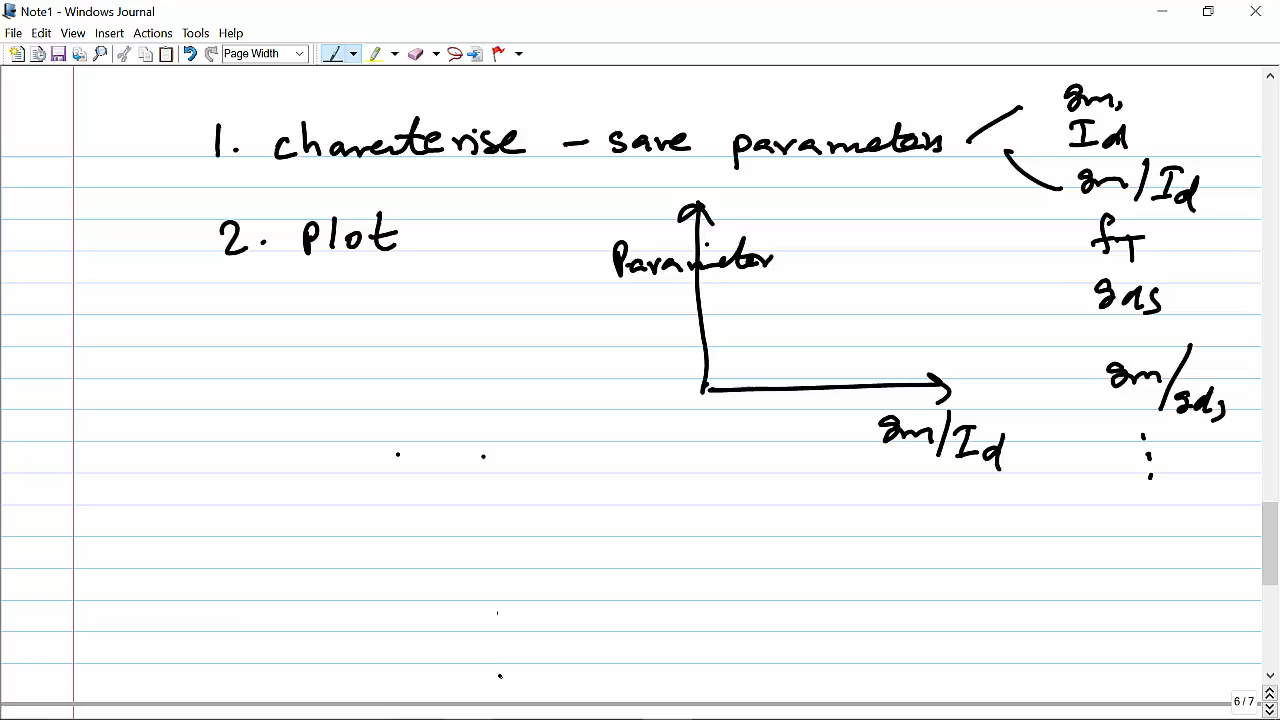 Note1 - Windows Journal
File Edit View Insert Actions Tools Help
Page Width
1. charecterise - save parameters
gm,
Id
gm/Id
fT
gds
gm/gds
2. Plot
Parameter
gm/Id
6 / 7